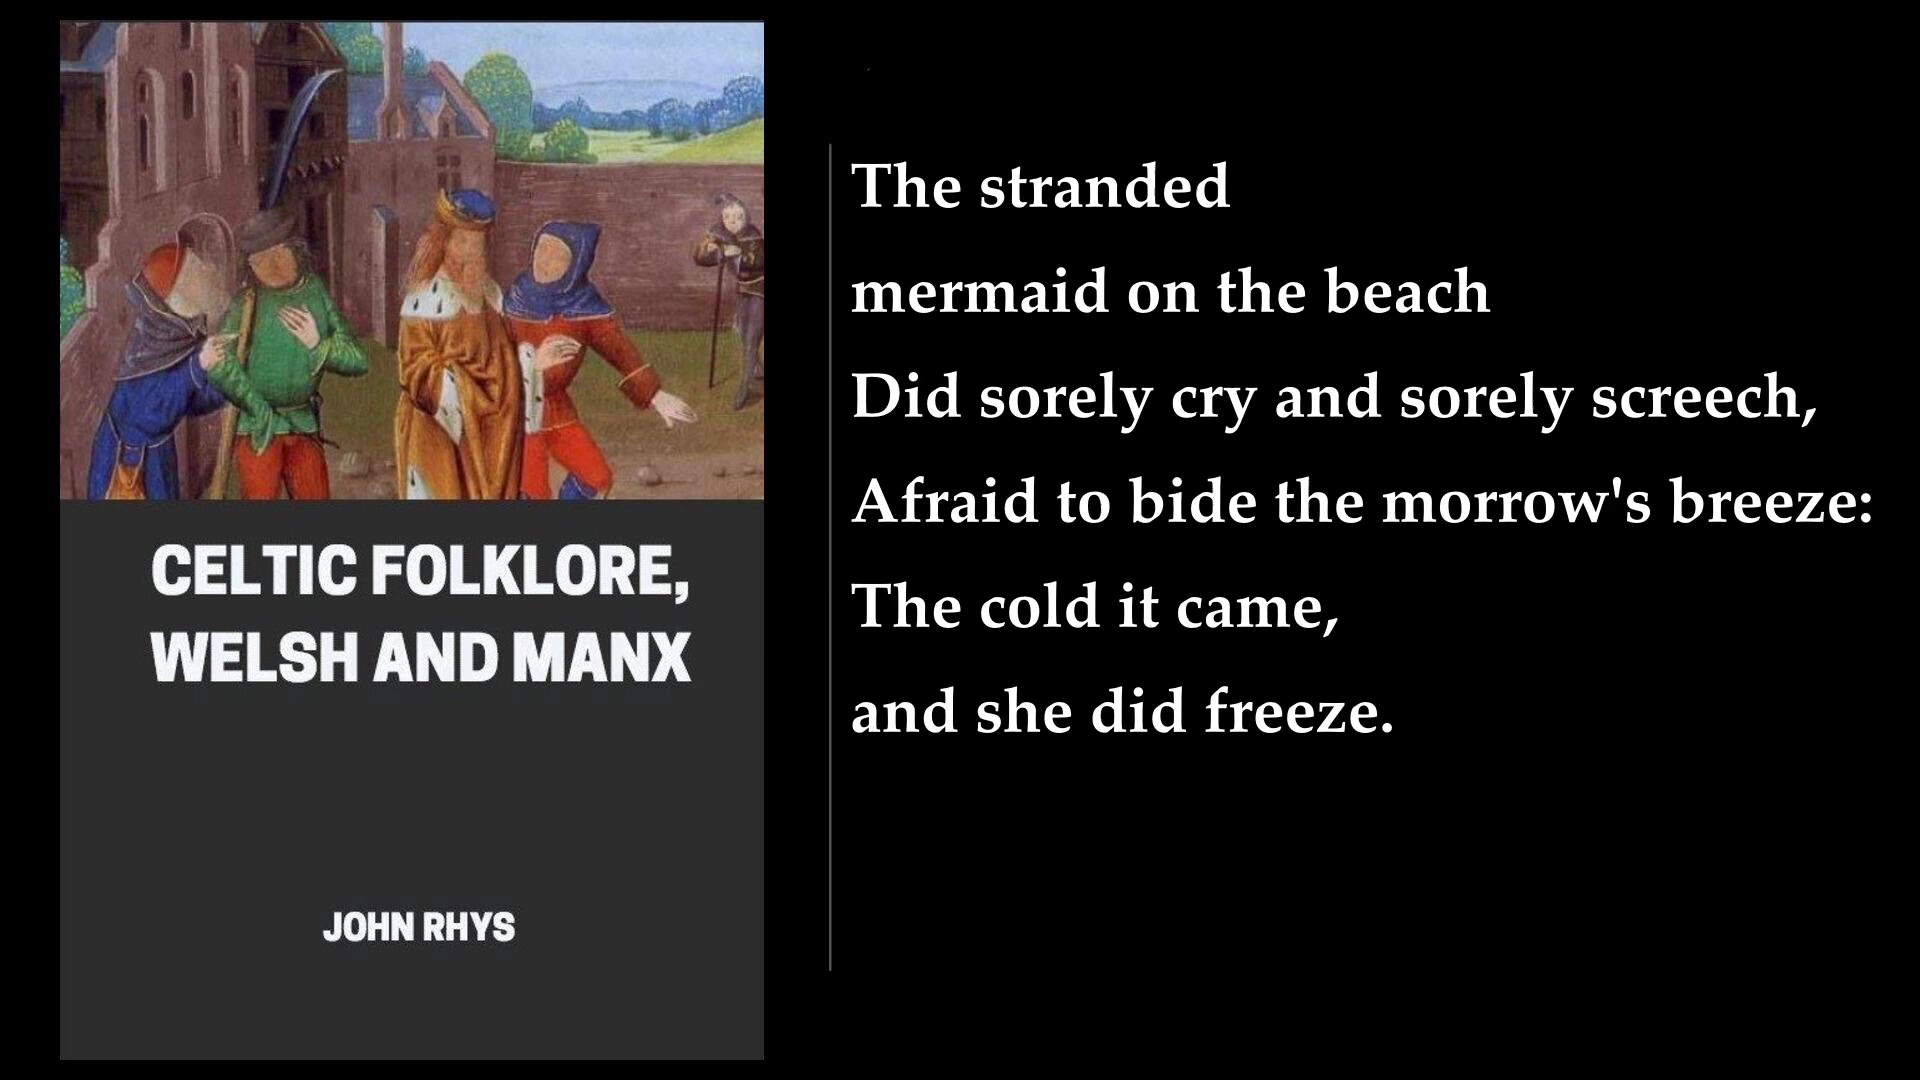 CELTIC FOLKLORE,
WELSH AND MANX
JOHN RHYS
The stranded
mermaid on the beach
Did sorely cry and sorely screech,
Afraid to bide the morrow's breeze:
The cold it came,
and she did freeze.